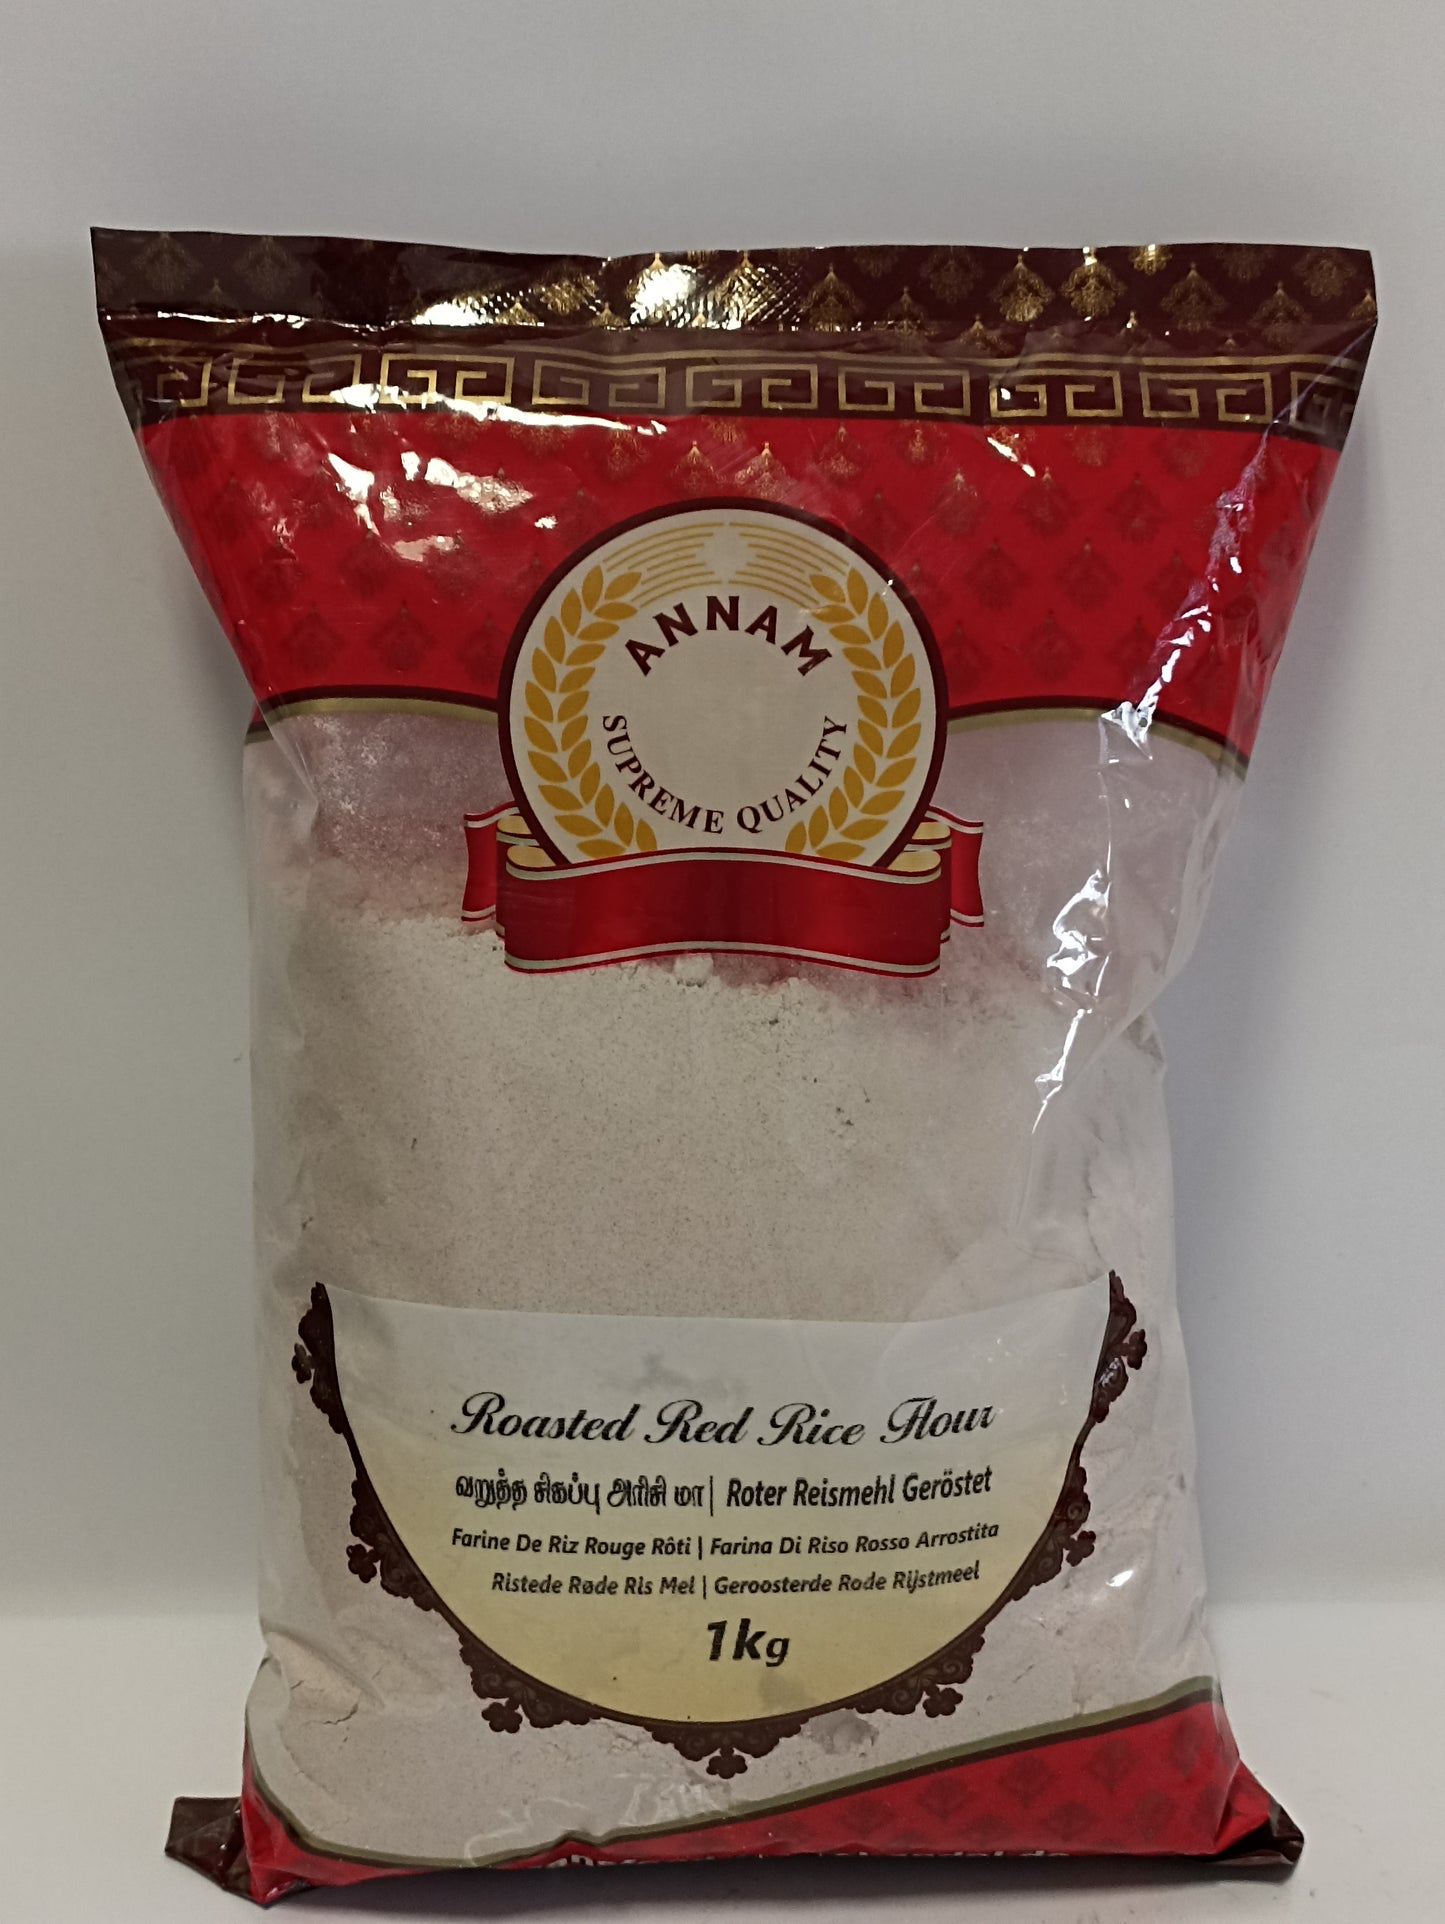 ANNAM
SUPREME QUALITY
Roasted Red Rice Flour
வறுத்த சிகப்பு அரிசி மா | Roter Reismehl Geröstet
Farine De Riz Rouge Rôti | Farina Di Riso Rosso Arrostita
Ristede Røde Ris Mel | Geroosterde Rode Rijstmeel
1kg